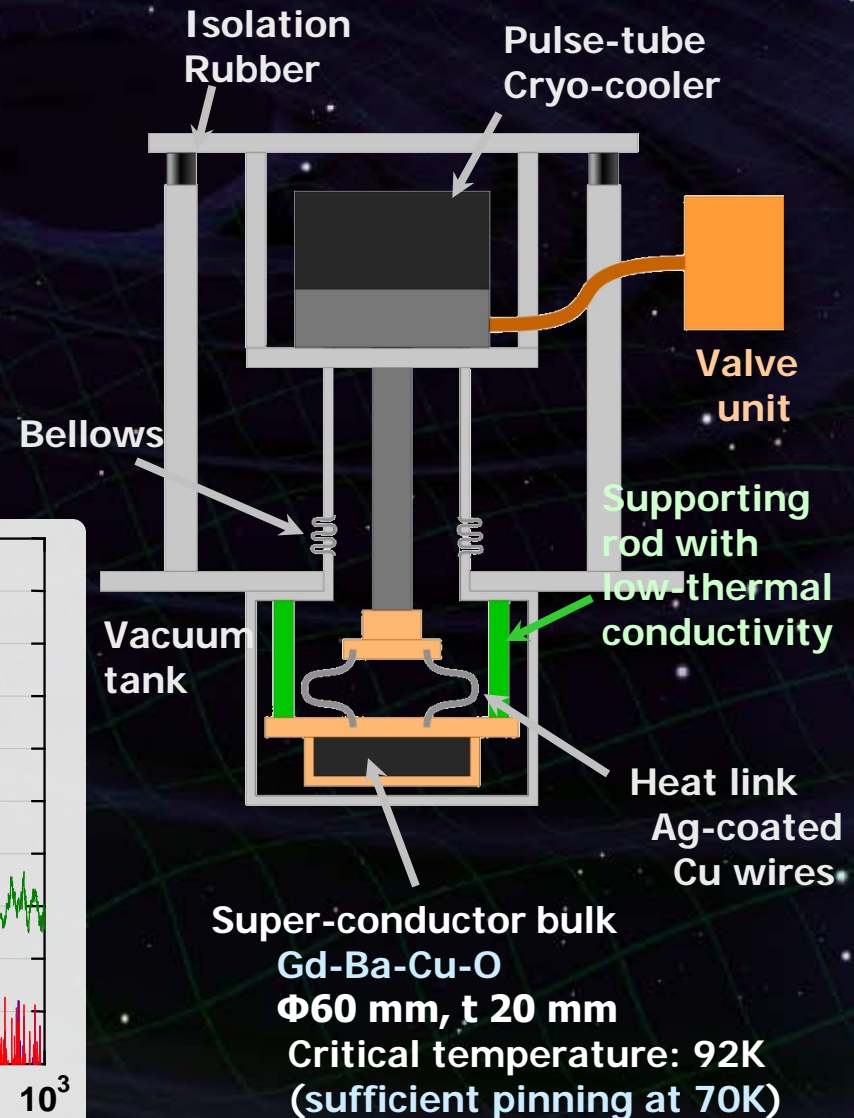 Isolation
Rubber
Pulse-tube
Cryo-cooler
Valve
unit
Bellows
Supporting
rod with
low-thermal
conductivity
Vacuum
tank
Heat link
Ag-coated
Cu wires
Super-conductor bulk
Gd-Ba-Cu-O
Φ60 mm, t 20 mm
Critical temperature: 92K
(sufficient pinning at 70K)
10³